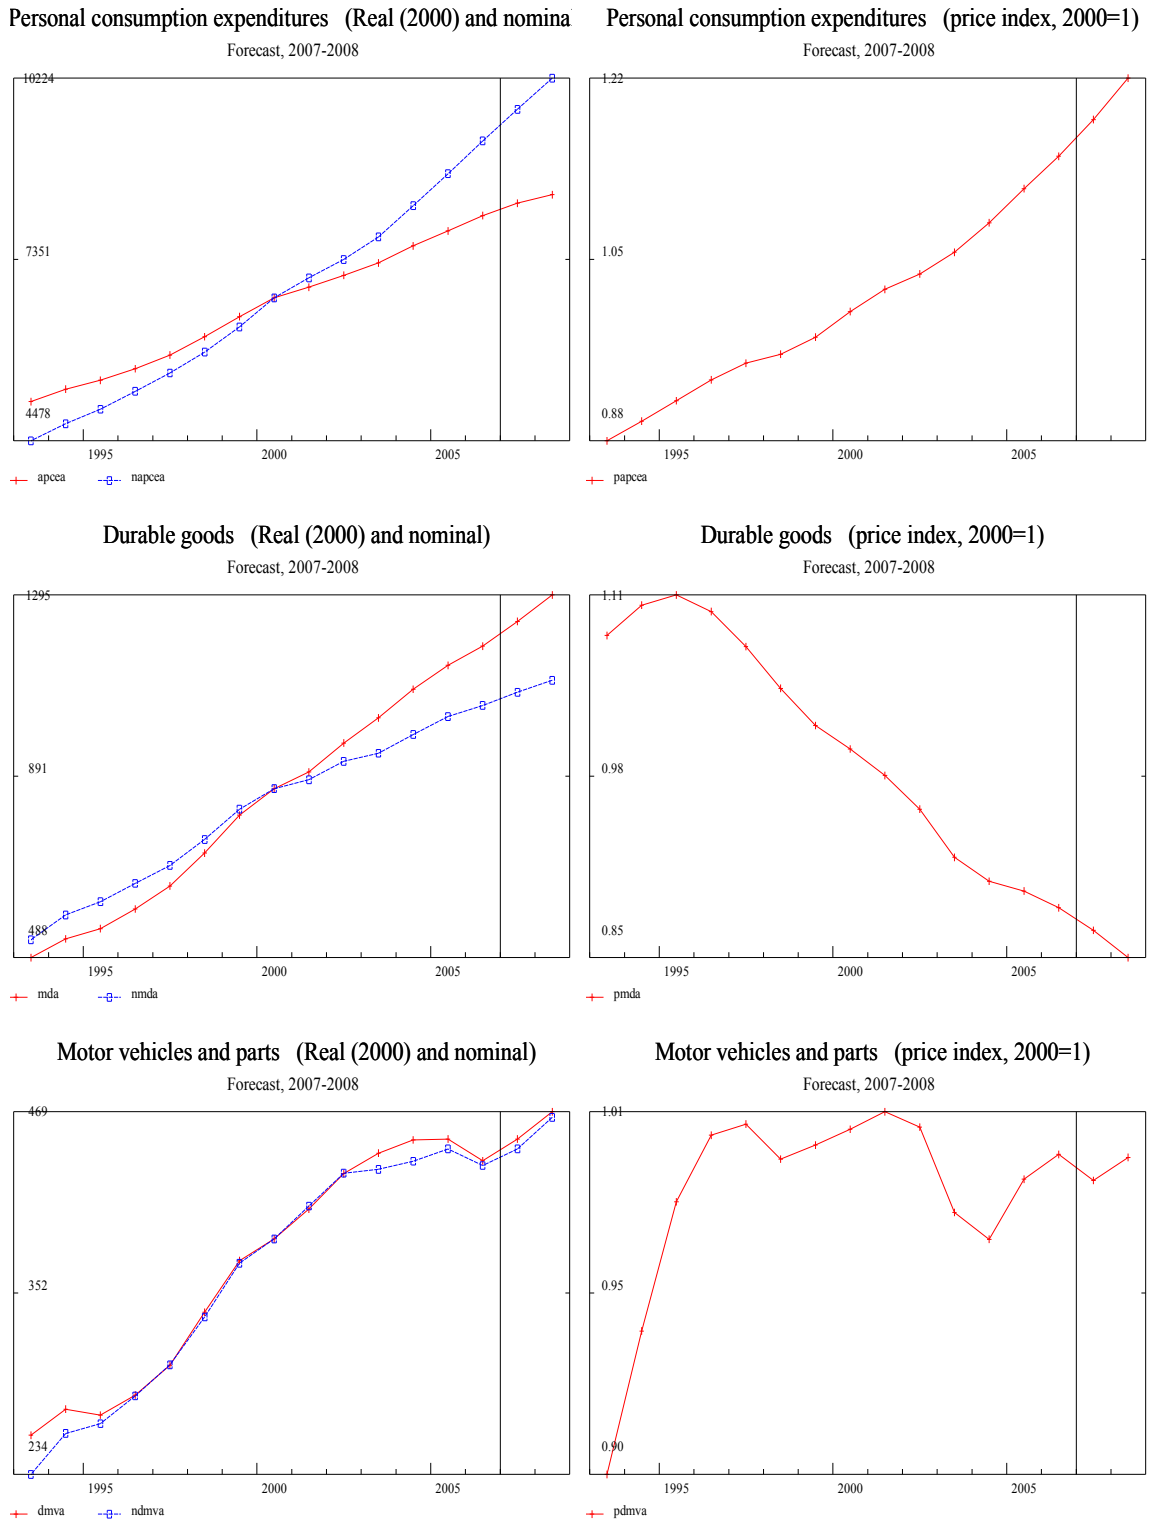 Personal consumption expenditures (Real (2000) and nomina
Forecast, 2007-2008
10224
7351
4478
1995 2000 2005
apcea napcea
Personal consumption expenditures (price index, 2000=1)
Forecast, 2007-2008
1.22
1.05
0.88
1995 2000 2005
papcea
Durable goods (Real (2000) and nominal)
Forecast, 2007-2008
1295
891
488
1995 2000 2005
mda nmda
Durable goods (price index, 2000=1)
Forecast, 2007-2008
1.11
0.98
0.85
1995 2000 2005
pmda
Motor vehicles and parts (Real (2000) and nominal)
Forecast, 2007-2008
469
352
234
1995 2000 2005
dmva ndmva
Motor vehicles and parts (price index, 2000=1)
Forecast, 2007-2008
1.01
0.95
0.90
1995 2000 2005
pdmva